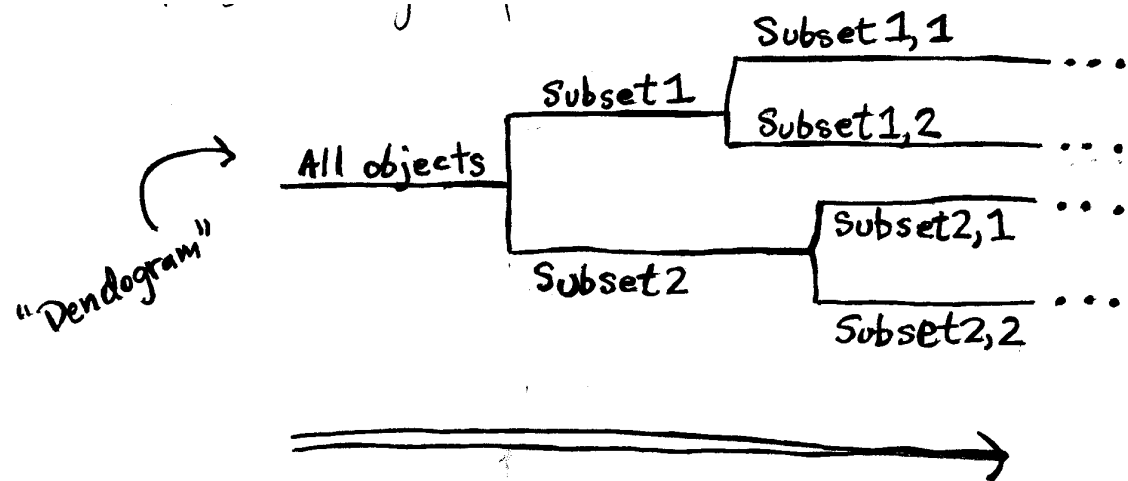 Subset 1,1
Subset 1
Subset 1,2
All objects
Subset 2,1
"Dendogram"
Subset 2
Subset 2,2